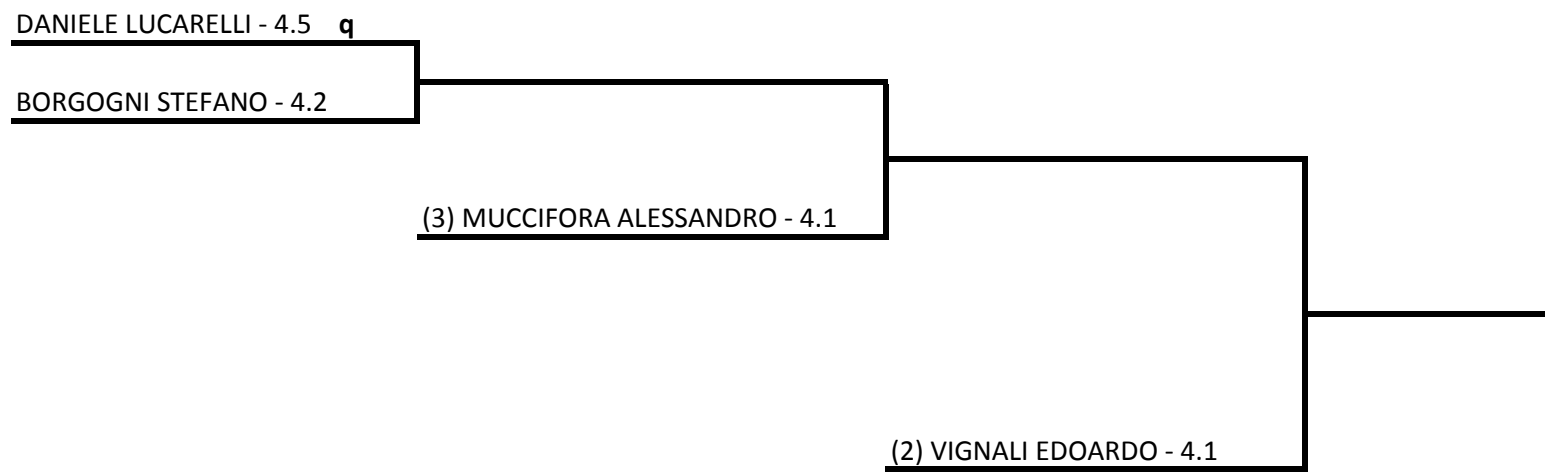 DANIELE LUCARELLI - 4.5 q
BORGOGNI STEFANO - 4.2
(3) MUCCIFORA ALESSANDRO - 4.1
(2) VIGNALI EDOARDO - 4.1